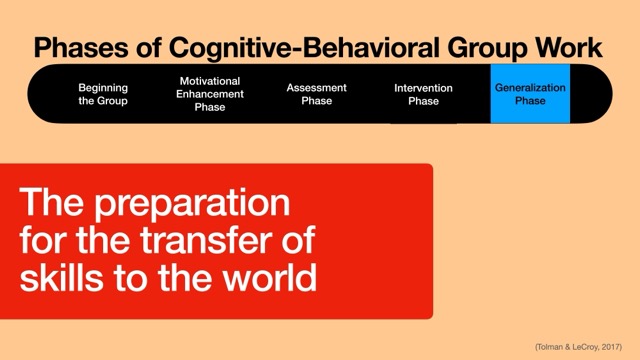 Phases of Cognitive-Behavioral Group Work
Beginning
the Group
Motivational
Enhancement
Phase
Assessment
Phase
Intervention
Phase
Generalization
Phase
The preparation
for the transfer of
skills to the world
(Tolman & LeCroy, 2017)